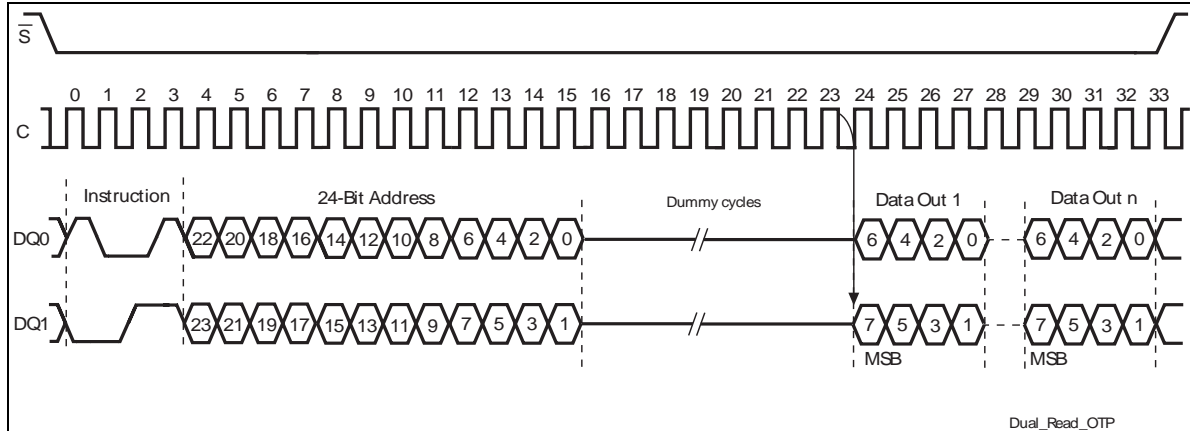 S
0 1 2 3 4 5 6 7 8 9 10 11 12 13 14 15 16 17 18 19 20 21 22 23 24 25 26 27 28 29 30 31 32 33
C
Instruction 24-Bit Address Dummy cycles Data Out 1 Data Out n
DQ0 22 20 18 16 14 12 10 8 6 4 2 0 6 4 2 0 6 4 2 0
DQ1 23 21 19 17 15 13 11 9 7 5 3 1 7 5 3 1 7 5 3 1
MSB MSB
Dual_Read_OTP